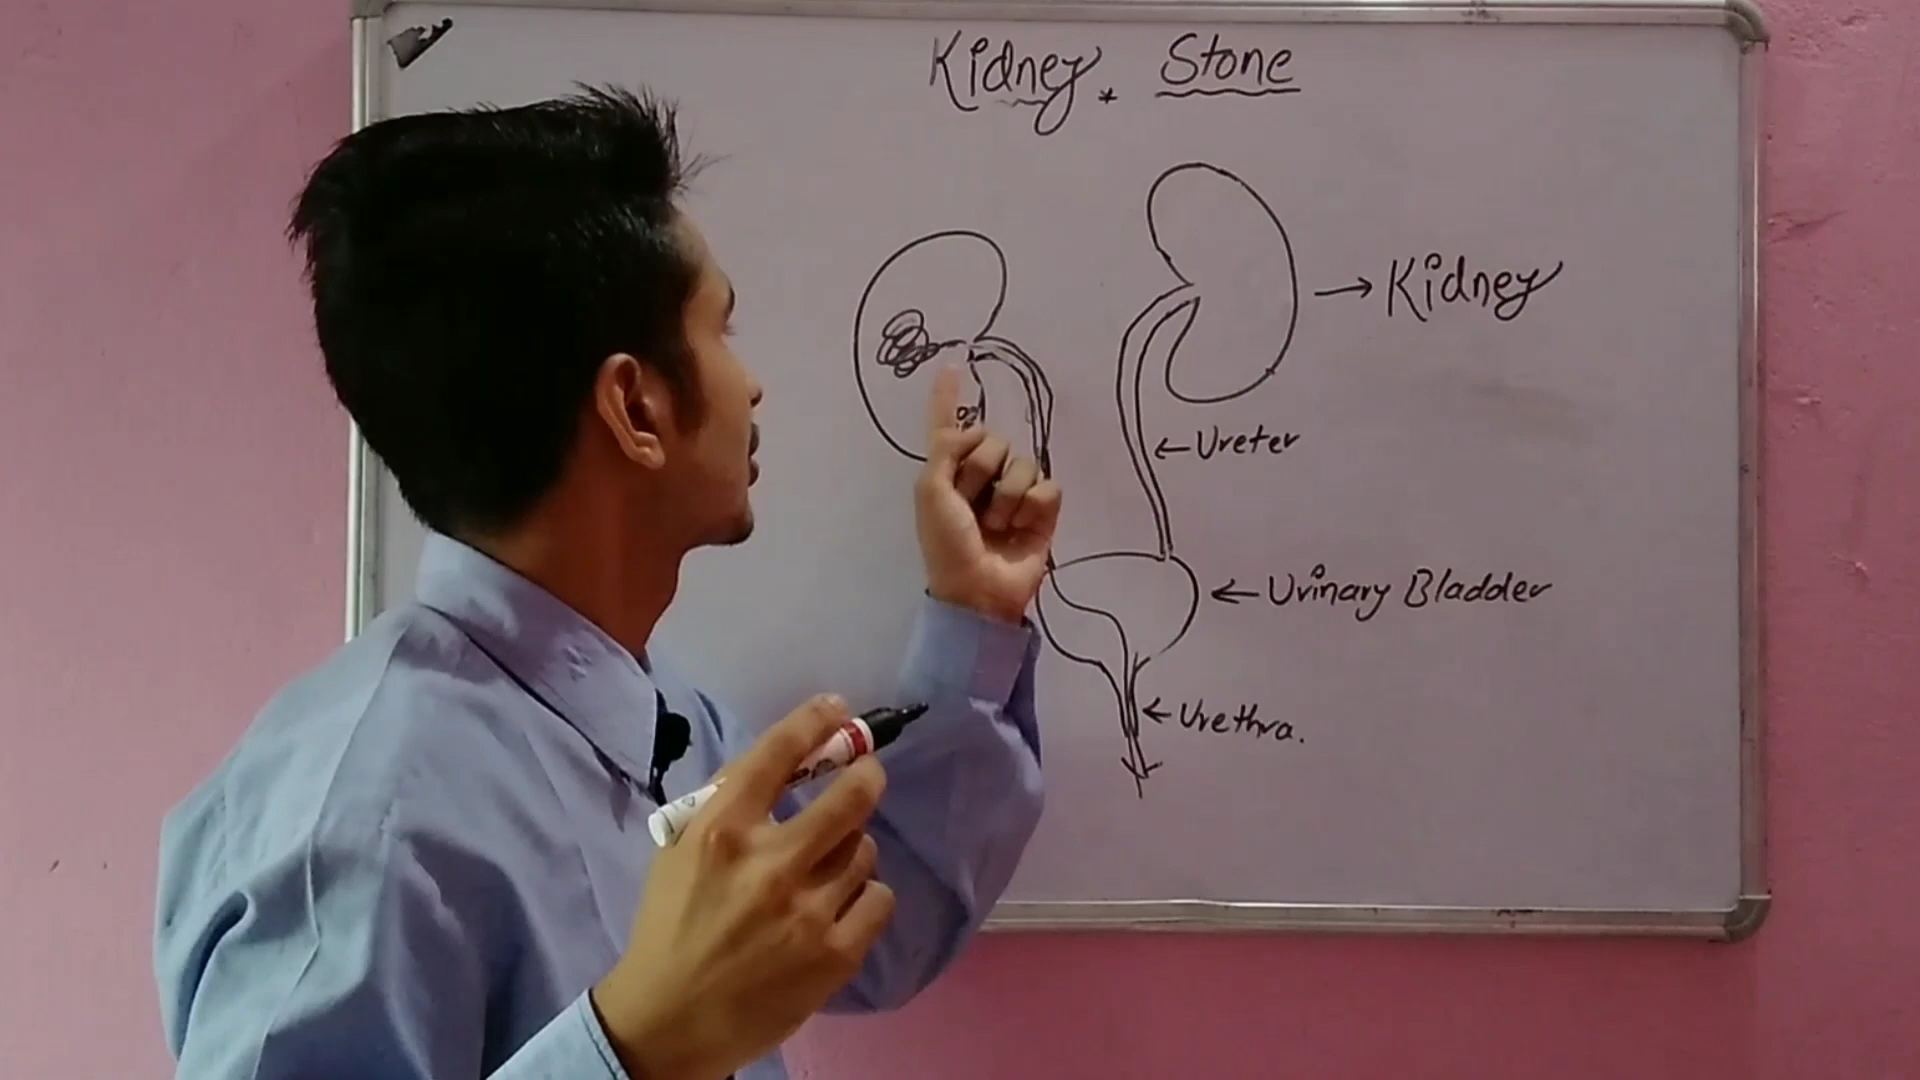 Kidney Stone
→ Kidney
← Ureter
← Urinary Bladder
← Urethra.